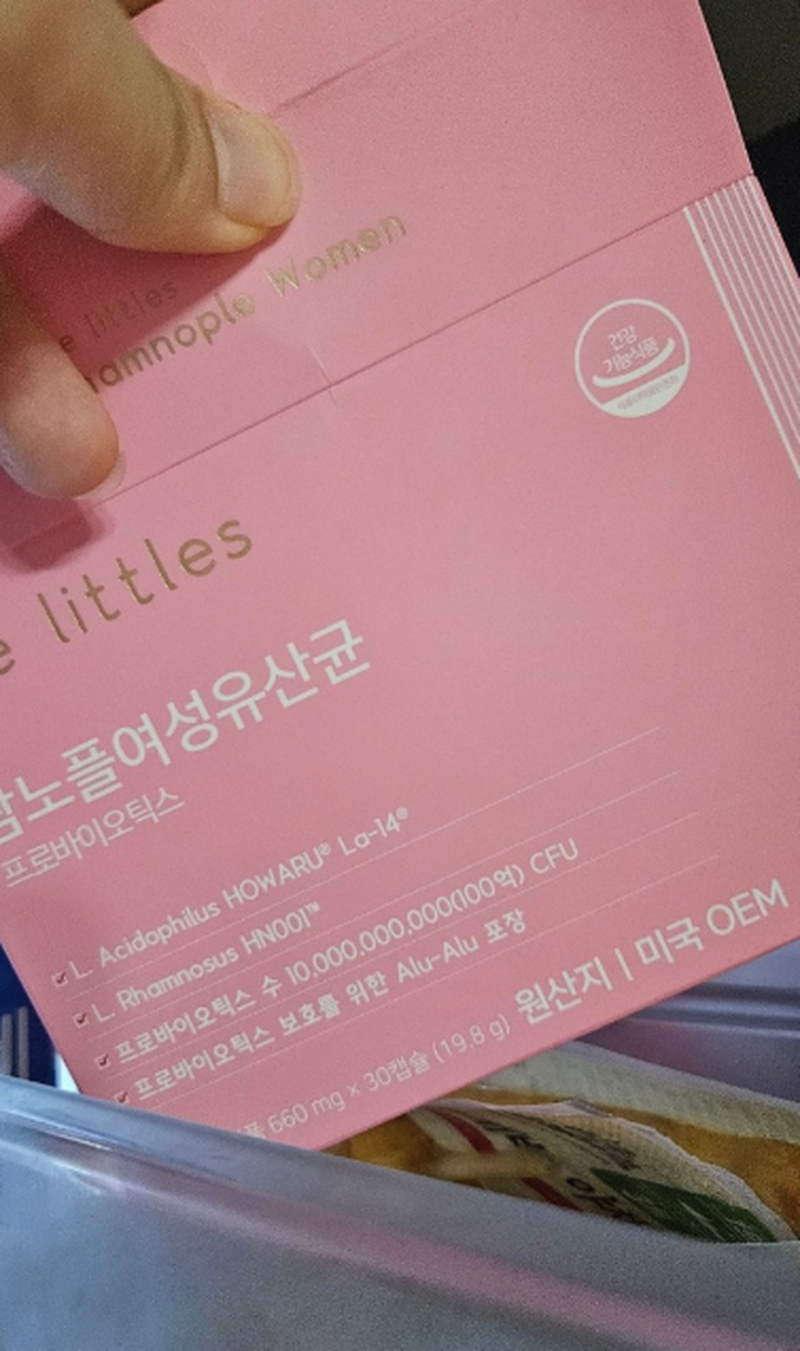 littles
Women
건강
기능식품
littles
노플여성유산균
프로바이오틱스
L. Acidophilus HOWARU® La-14®
L. Rhamnosus HN001™
프로바이오틱스 수 10,000,000,000(100억) CFU
프로바이오틱스 보호를 위한 Alu-Alu 포장
660 mg x 30캡슐 (19.8 g) 원산지 | 미국 OEM